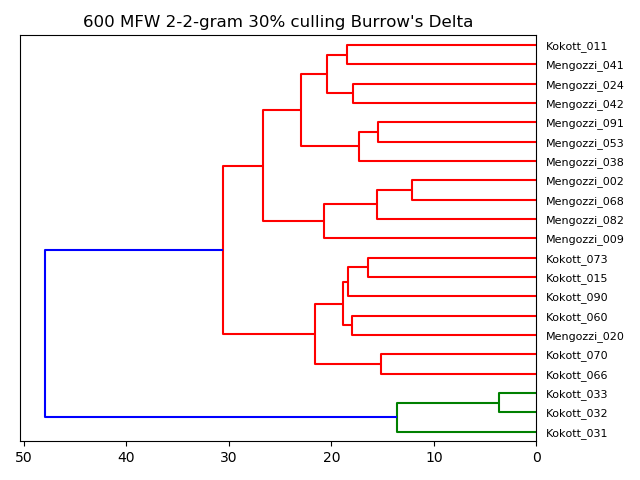 600 MFW 2-2-gram 30% culling Burrow's Delta
Kokott_011
Mengozzi_041
Mengozzi_024
Mengozzi_042
Mengozzi_091
Mengozzi_053
Mengozzi_038
Mengozzi_002
Mengozzi_068
Mengozzi_082
Mengozzi_009
Kokott_073
Kokott_015
Kokott_090
Kokott_060
Mengozzi_020
Kokott_070
Kokott_066
Kokott_033
Kokott_032
Kokott_031
50 40 30 20 10 0